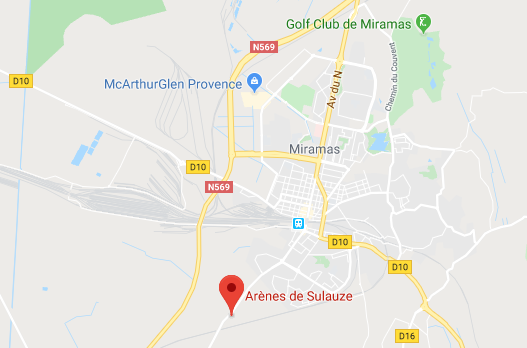 Golf Club de Miramas
N569
D10
McArthurGlen Provence
Av du N
Chemin du Couvent
Miramas
D10
N569
D10
D10
Arènes de Sulauze
D16